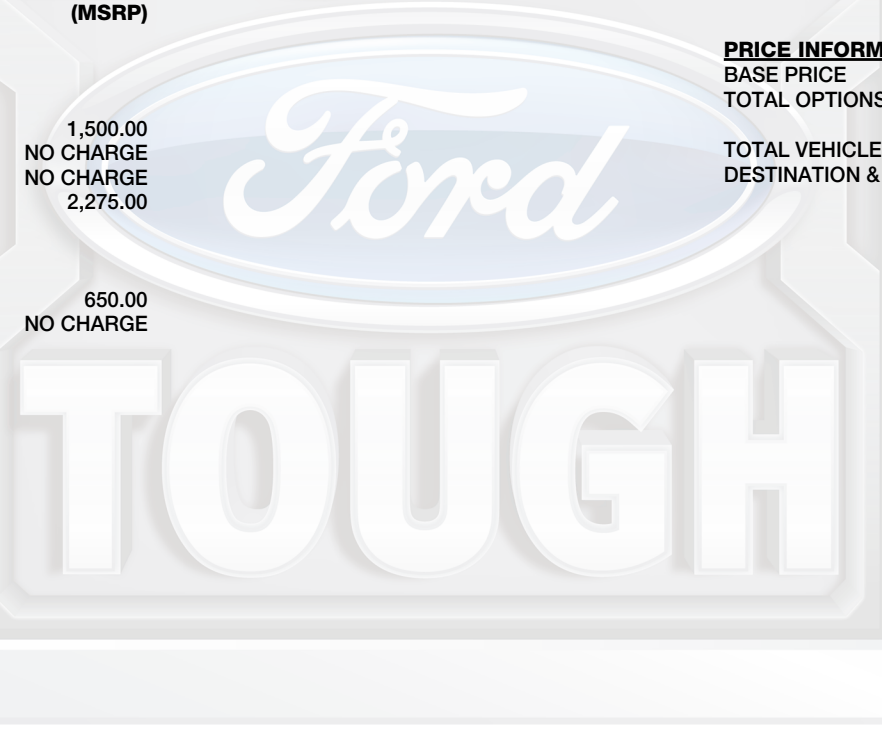 (MSRP)
1,500.00
NO CHARGE
NO CHARGE
2,275.00
650.00
NO CHARGE
PRICE INFORM
BASE PRICE
TOTAL OPTIONS
TOTAL VEHICLE
DESTINATION &
Ford
TOUGH